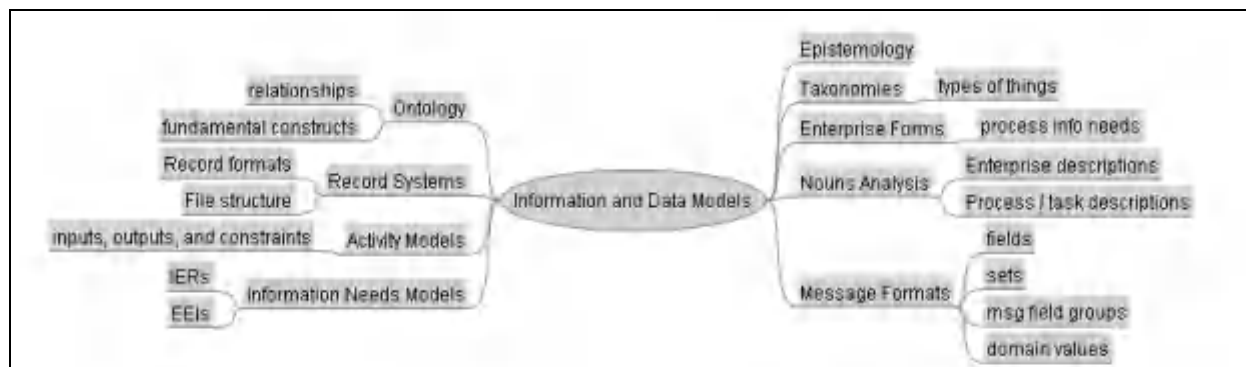 relationships
fundamental constructs
Ontology
Record formats
File structure
Record Systems
inputs, outputs, and constraints
Activity Models
IERs
EEIs
Information Needs Models
Information and Data Models
Epistemology
Taxonomies
types of things
Enterprise Forms
process info needs
Nouns Analysis
Enterprise descriptions
Process / task descriptions
Message Formats
fields
sets
msg field groups
domain values